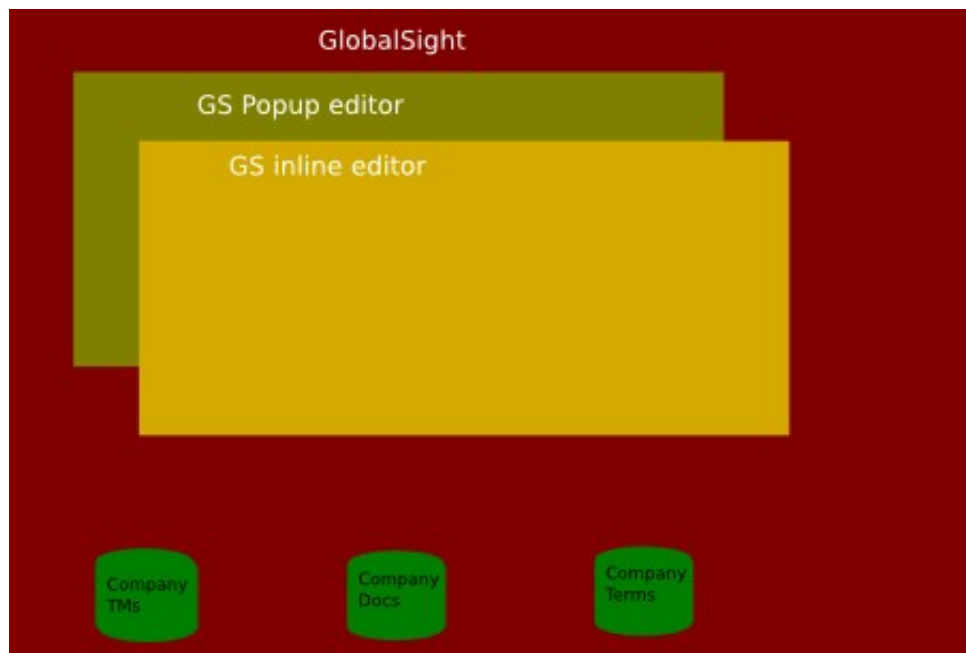 GlobalSight
GS Popup editor
GS inline editor
Company
TMs
Company
Docs
Company
Terms